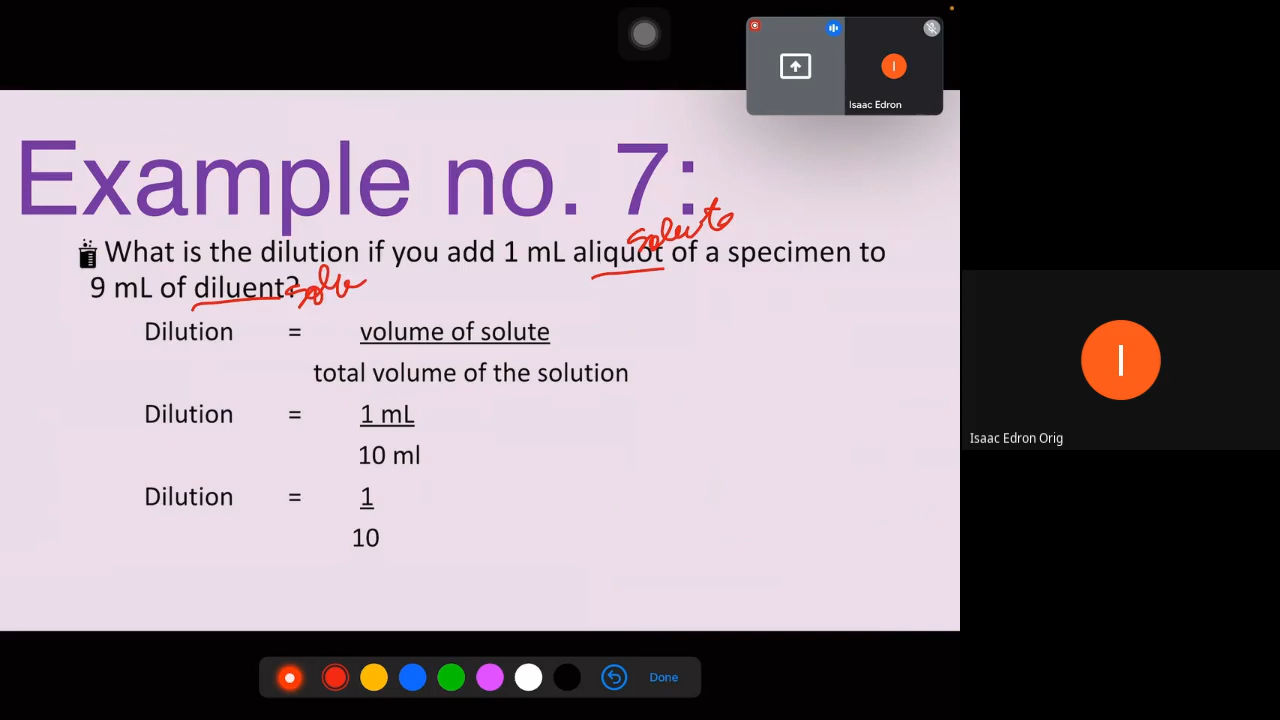 Isaac Edron
Example no. 7:
solute
What is the dilution if you add 1 mL aliquot of a specimen to
9 mL of diluent?
Dilution = volume of solute
total volume of the solution
Dilution = 1 mL
10 ml
Dilution = 1
10
Done
I
I
Isaac Edron Orig